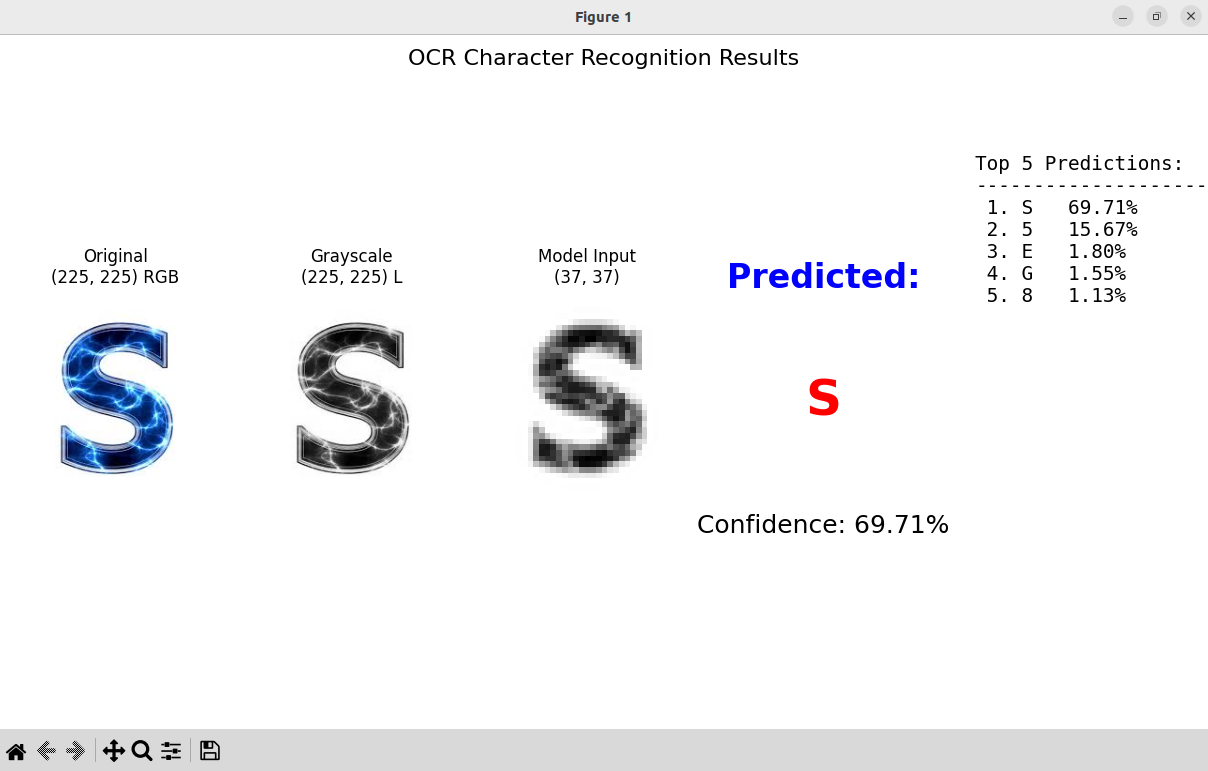 Figure 1
OCR Character Recognition Results
Original
(225, 225) RGB
S
Grayscale
(225, 225) L
S
Model Input
(37, 37)
S
Predicted:
S
Confidence: 69.71%
Top 5 Predictions:
--------------------
1. S 69.71%
2. 5 15.67%
3. E 1.80%
4. G 1.55%
5. 8 1.13%